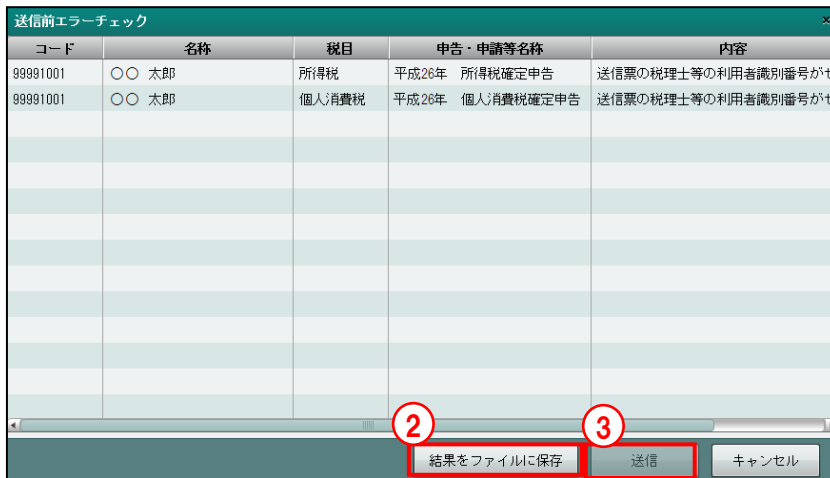 送信前エラーチェック
コード 名称 税目 申告・申請等名称 内容
99991001 〇〇 太郎 所得税 平成26年 所得税確定申告 送信票の税理士等の利用者識別番号が
99991001 〇〇 太郎 個人消費税 平成26年 個人消費税確定申告 送信票の税理士等の利用者識別番号が
② ③
結果をファイルに保存 送信 キャンセル